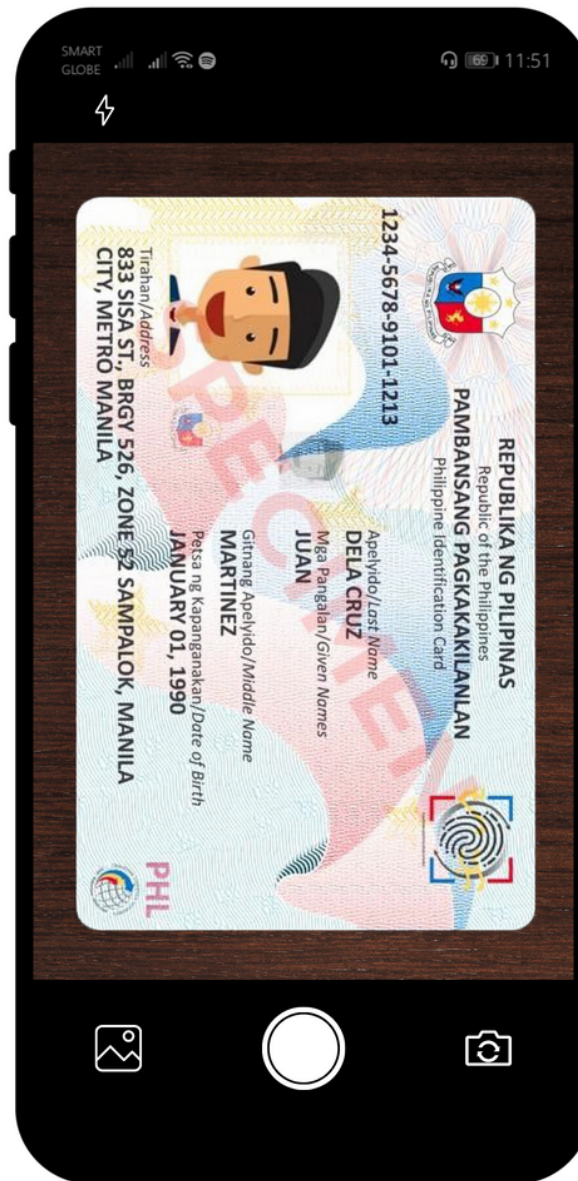 SMART
GLOBE
69 11:51
REPUBLIKA NG PILIPINAS
Republic of the Philippines
PAMBANSANG PAGKAKAKILANLAN
Philippine Identification Card
1234-5678-9101-1213
Apelyido/Last Name
DELA CRUZ
Mga Pangalan/Given Names
JUAN
Gitnang Apelyido/Middle Name
MARTINEZ
Petsa ng Kapanganakan/Date of Birth
JANUARY 01, 1990
Tirahan/Address
833 SISA ST., BRGY 526, ZONE 52 SAMPALOK, MANILA
CITY, METRO MANILA
PHL
SPECIMEN